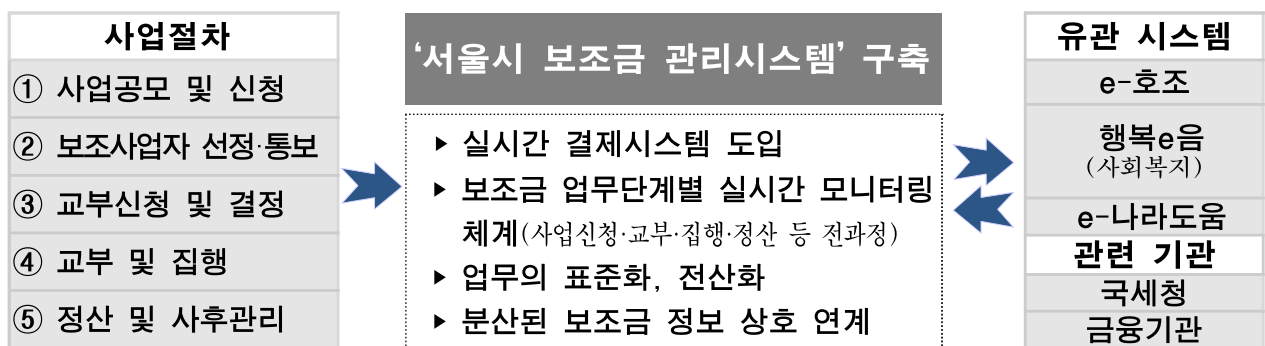 사업절차
① 사업공모 및 신청
② 보조사업자 선정·통보
③ 교부신청 및 결정
④ 교부 및 집행
⑤ 정산 및 사후관리
‘서울시 보조금 관리시스템’ 구축
▸ 실시간 결제시스템 도입
▸ 보조금 업무단계별 실시간 모니터링
체계(사업신청·교부·집행·정산 등 전과정)
▸ 업무의 표준화, 전산화
▸ 분산된 보조금 정보 상호 연계
유관 시스템
e-호조
행복e음
(사회복지)
e-나라도움
관련 기관
국세청
금융기관